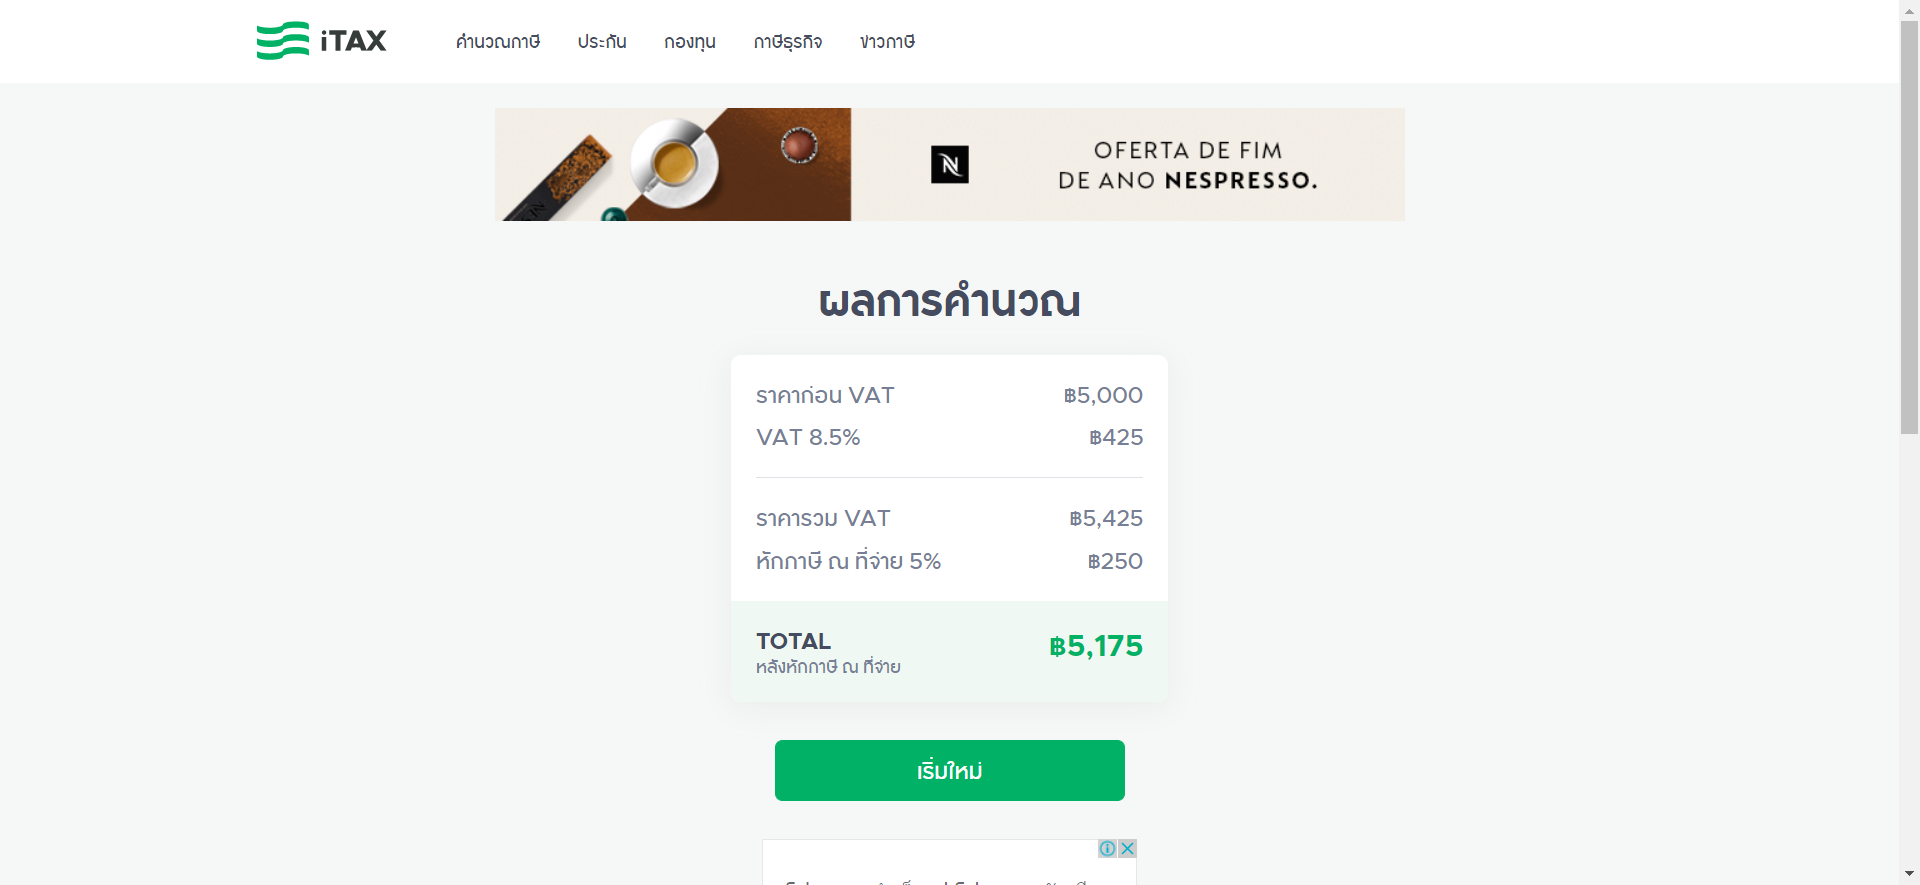 iTAX
คำนวณภาษี ประกัน กองทุน ภาษีธุรกิจ ข่าวภาษี
OFERTA DE FIM
DE ANO NESPRESSO.
ผลการคำนวณ
ราคาก่อน VAT ฿5,000
VAT 8.5% ฿425
ราคารวม VAT ฿5,425
หักภาษี ณ ที่จ่าย 5% ฿250
TOTAL ฿5,175
หลังหักภาษี ณ ที่จ่าย
เริ่มใหม่